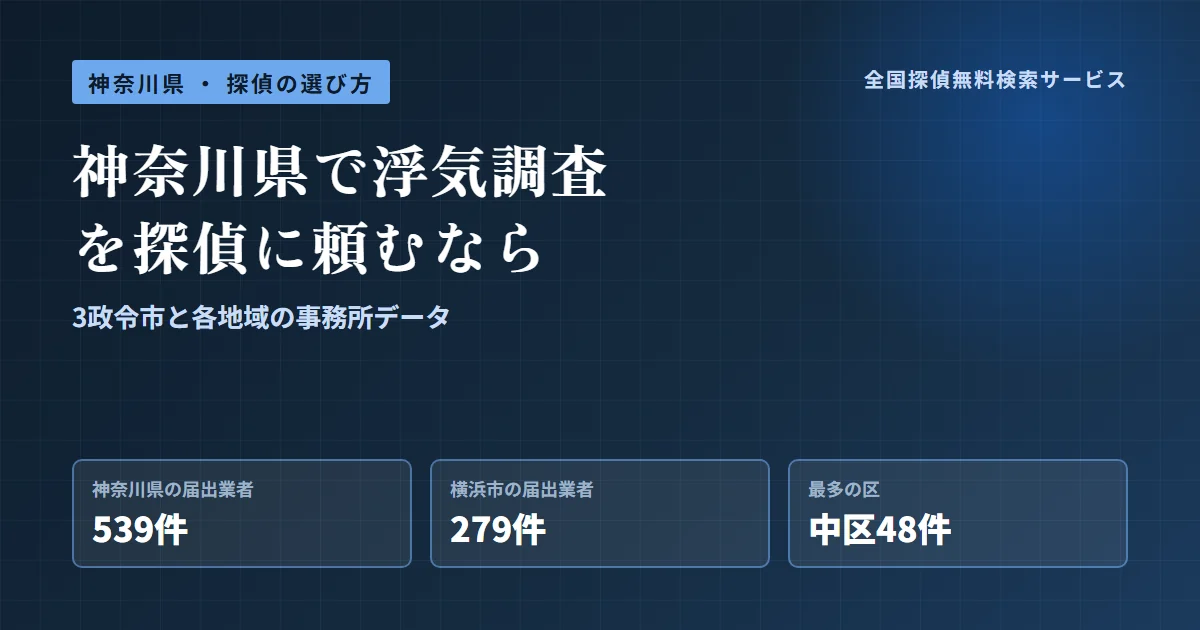 神奈川県 ・ 探偵の選び方
全国探偵無料検索サービス
神奈川県で浮気調査
を探偵に頼むなら
3政令市と各地域の事務所データ
神奈川県の届出業者
539件
横浜市の届出業者
279件
最多の区
中区48件